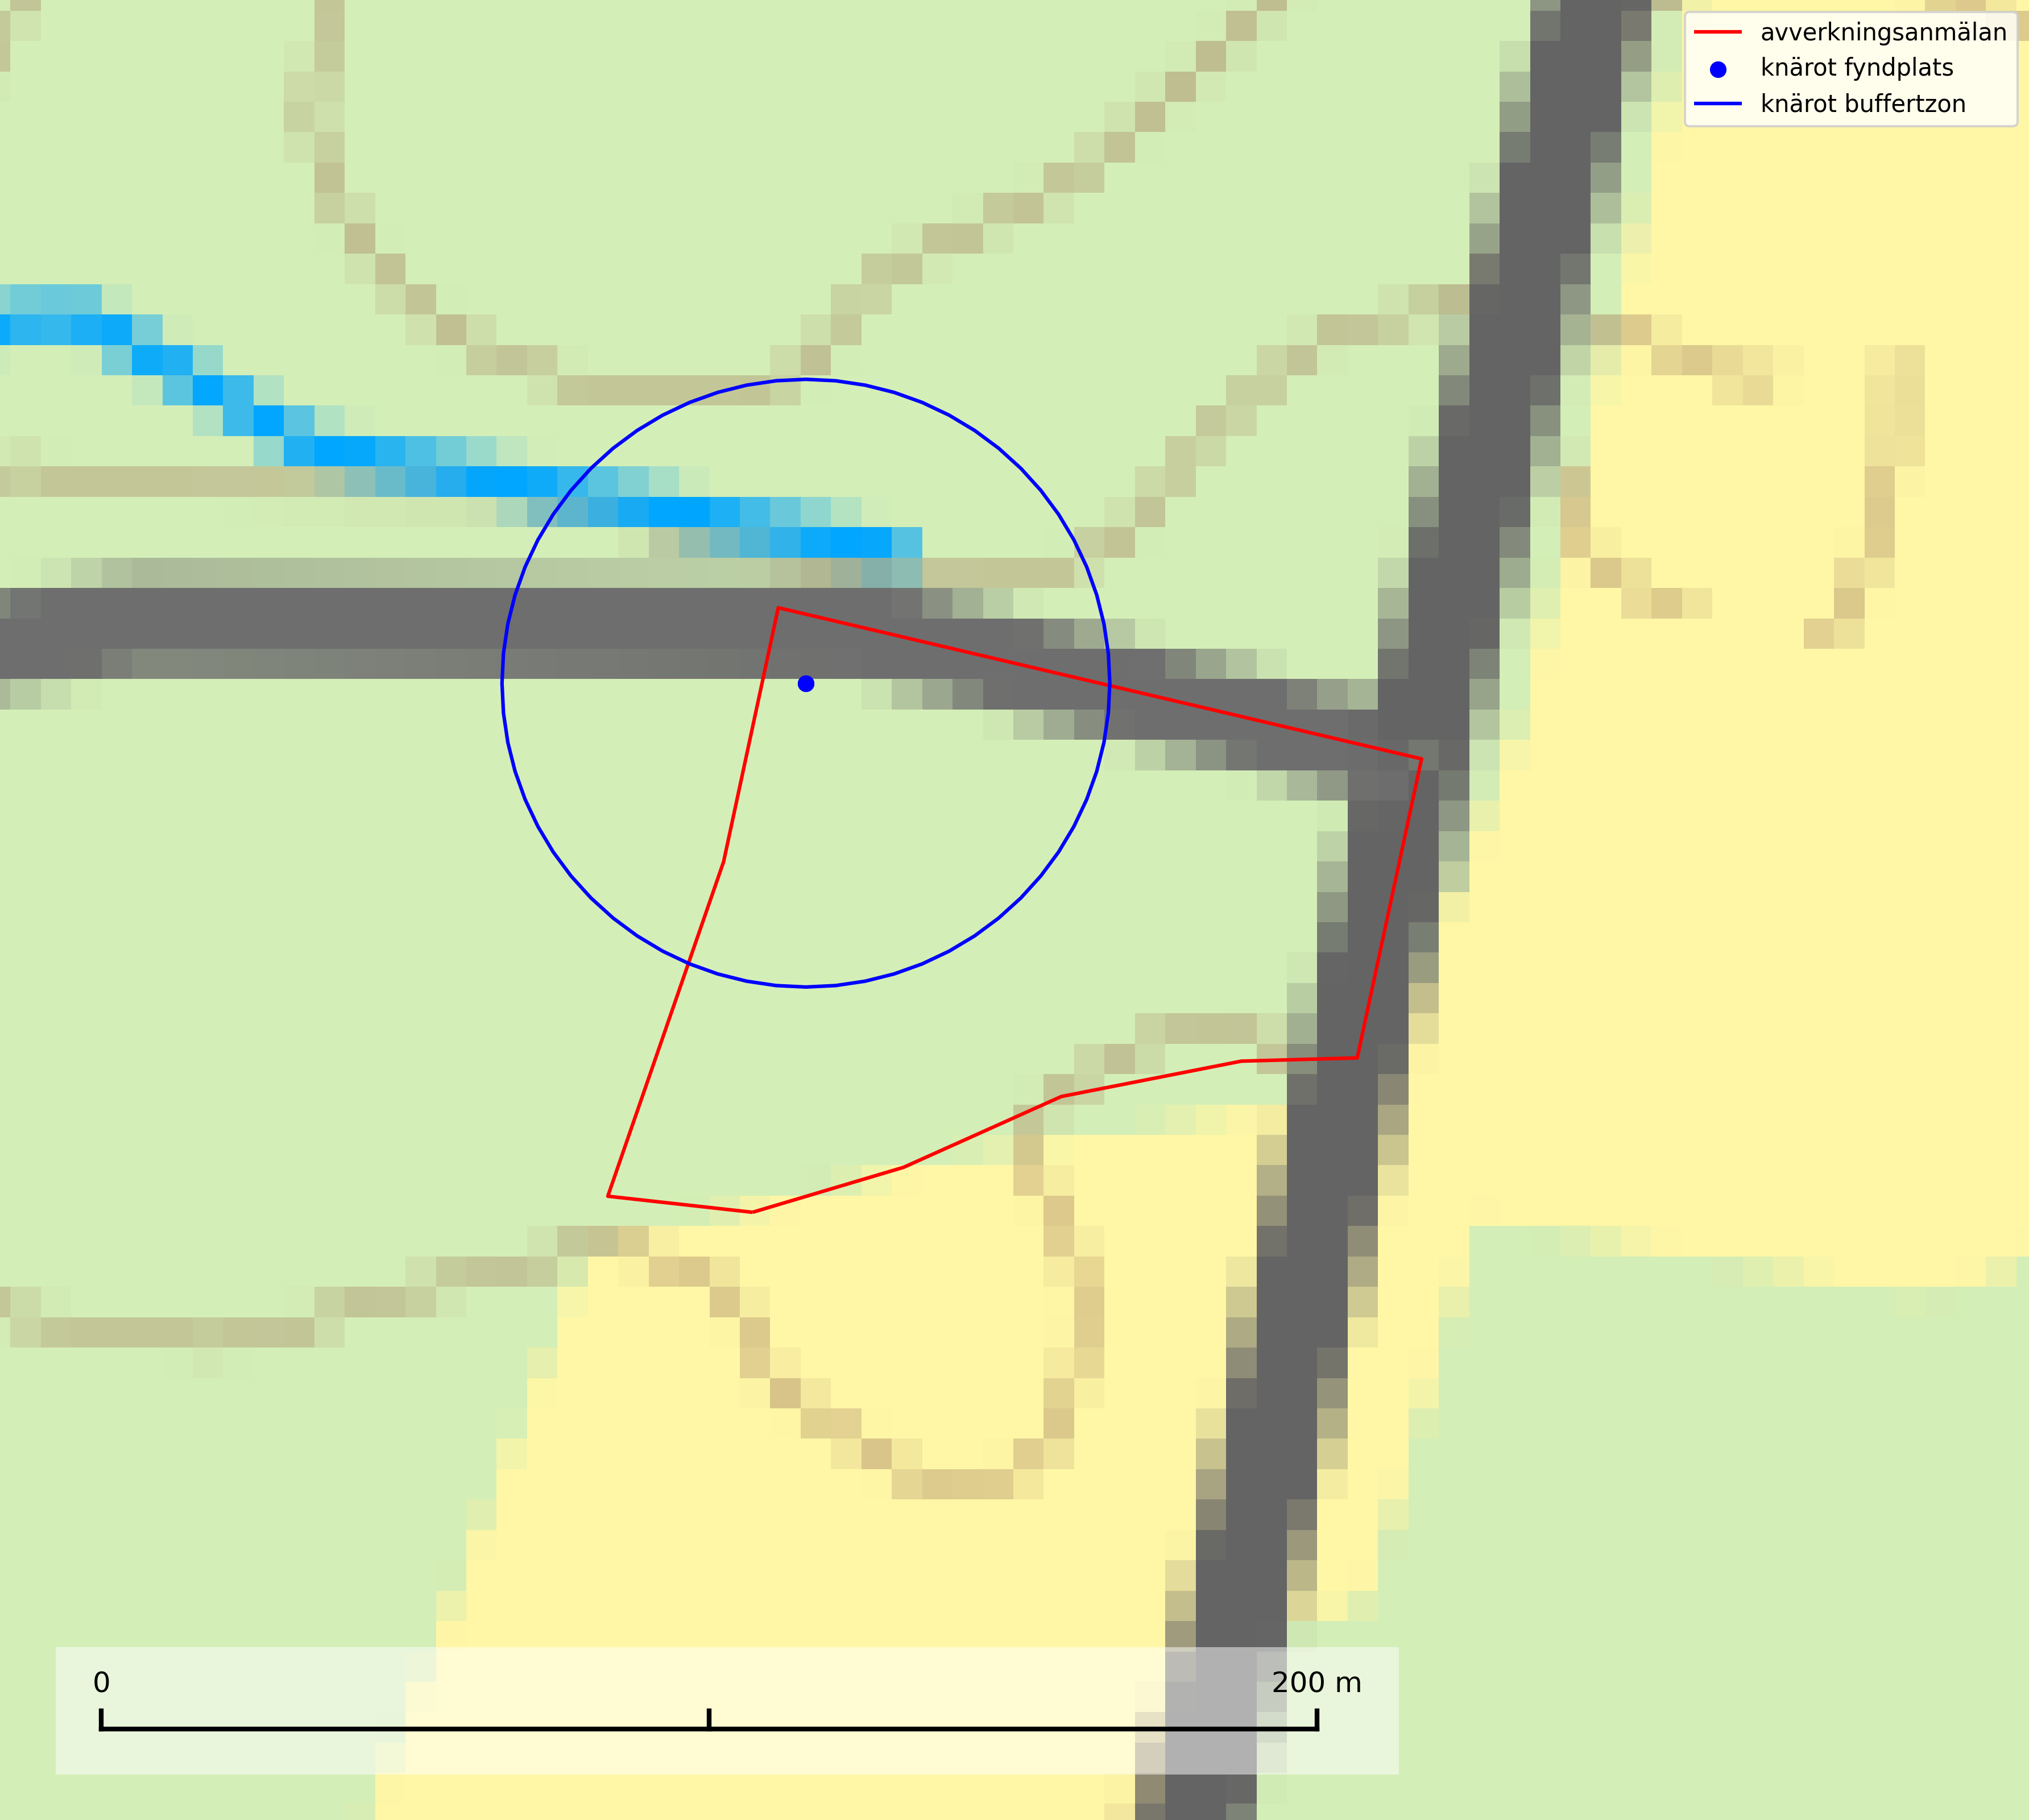 avverkningsanmälan
knärot fyndplats
knärot buffertzon
0
200 m